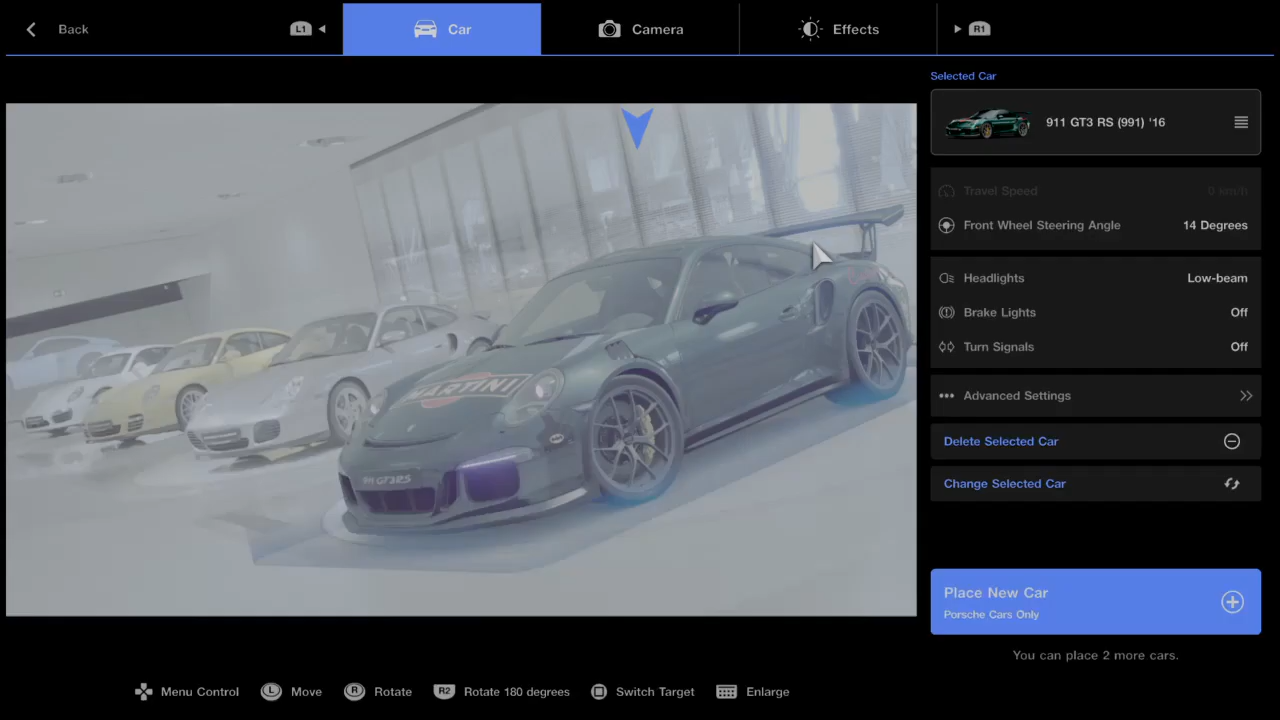 Back
L1
Car
Camera
Effects
R1
Selected Car
911 GT3 RS (991) '16
Travel Speed 0 km/h
Front Wheel Steering Angle 14 Degrees
Headlights Low-beam
Brake Lights Off
Turn Signals Off
Advanced Settings
Delete Selected Car
Change Selected Car
Place New Car
Porsche Cars Only
You can place 2 more cars.
MARTINI
911 GT3 RS
Menu Control
L Move
R Rotate
R2 Rotate 180 degrees
Switch Target
Enlarge